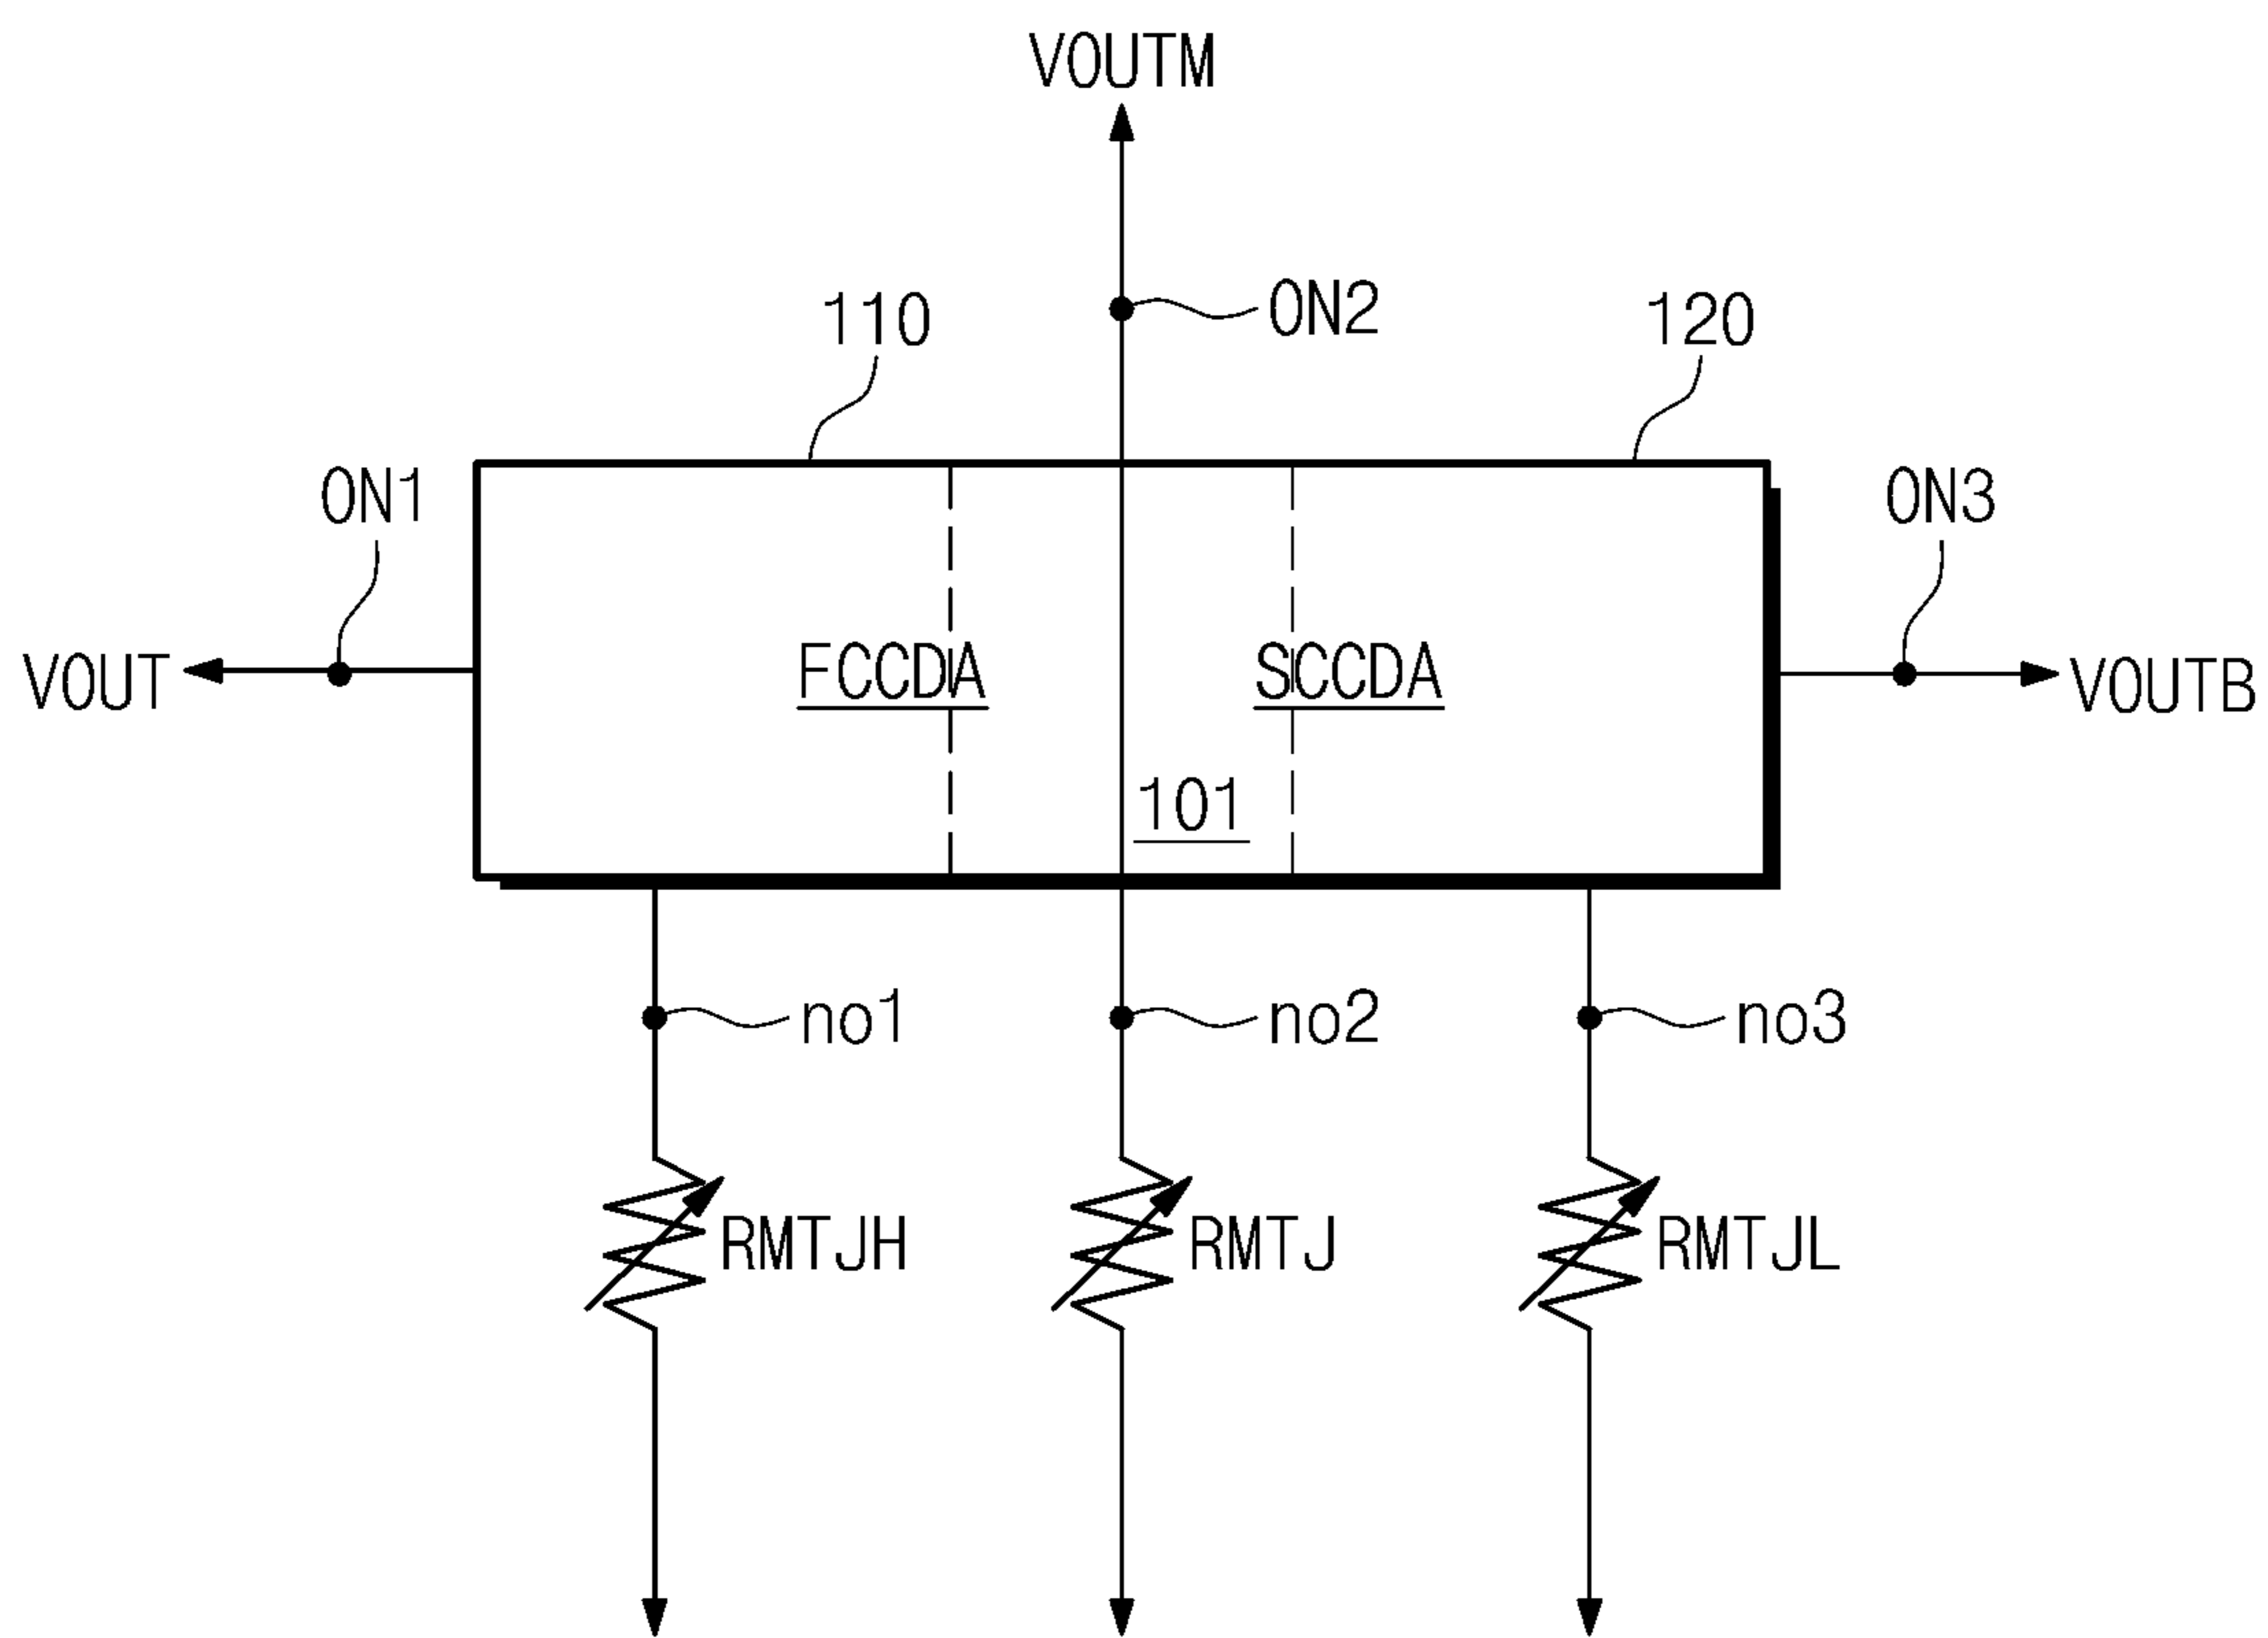 VOUTM
110
ON2
120
ON1
ON3
VOUT
FCCDA
SCCDA
VOUTB
101
no1
no2
no3
RMTJH
RMTJ
RMTJL